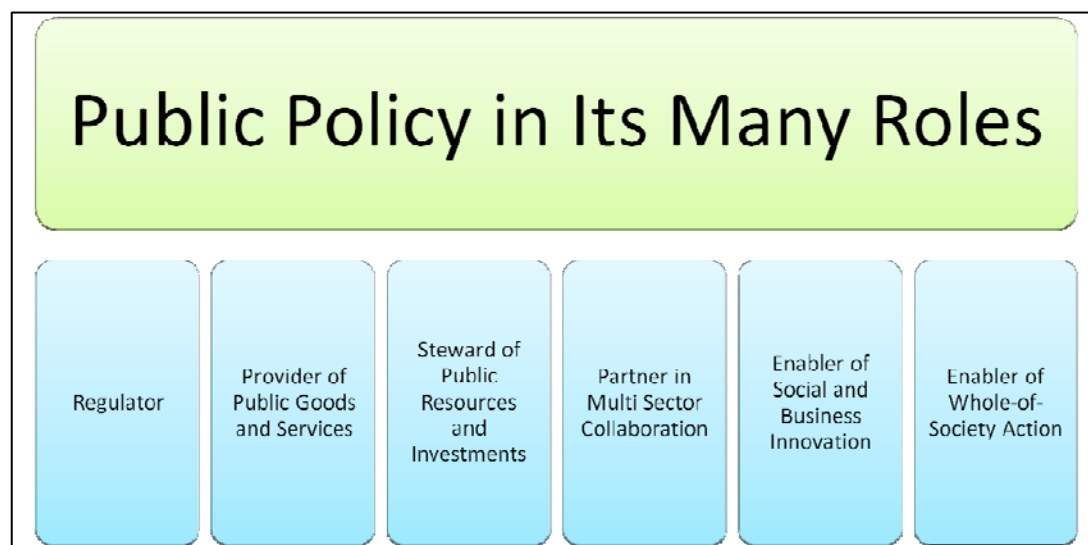 Public Policy in Its Many Roles
Regulator
Provider of
Public Goods
and Services
Steward of
Public
Resources
and
Investments
Partner in
Multi Sector
Collaboration
Enabler of
Social and
Business
Innovation
Enabler of
Whole-of-
Society Action